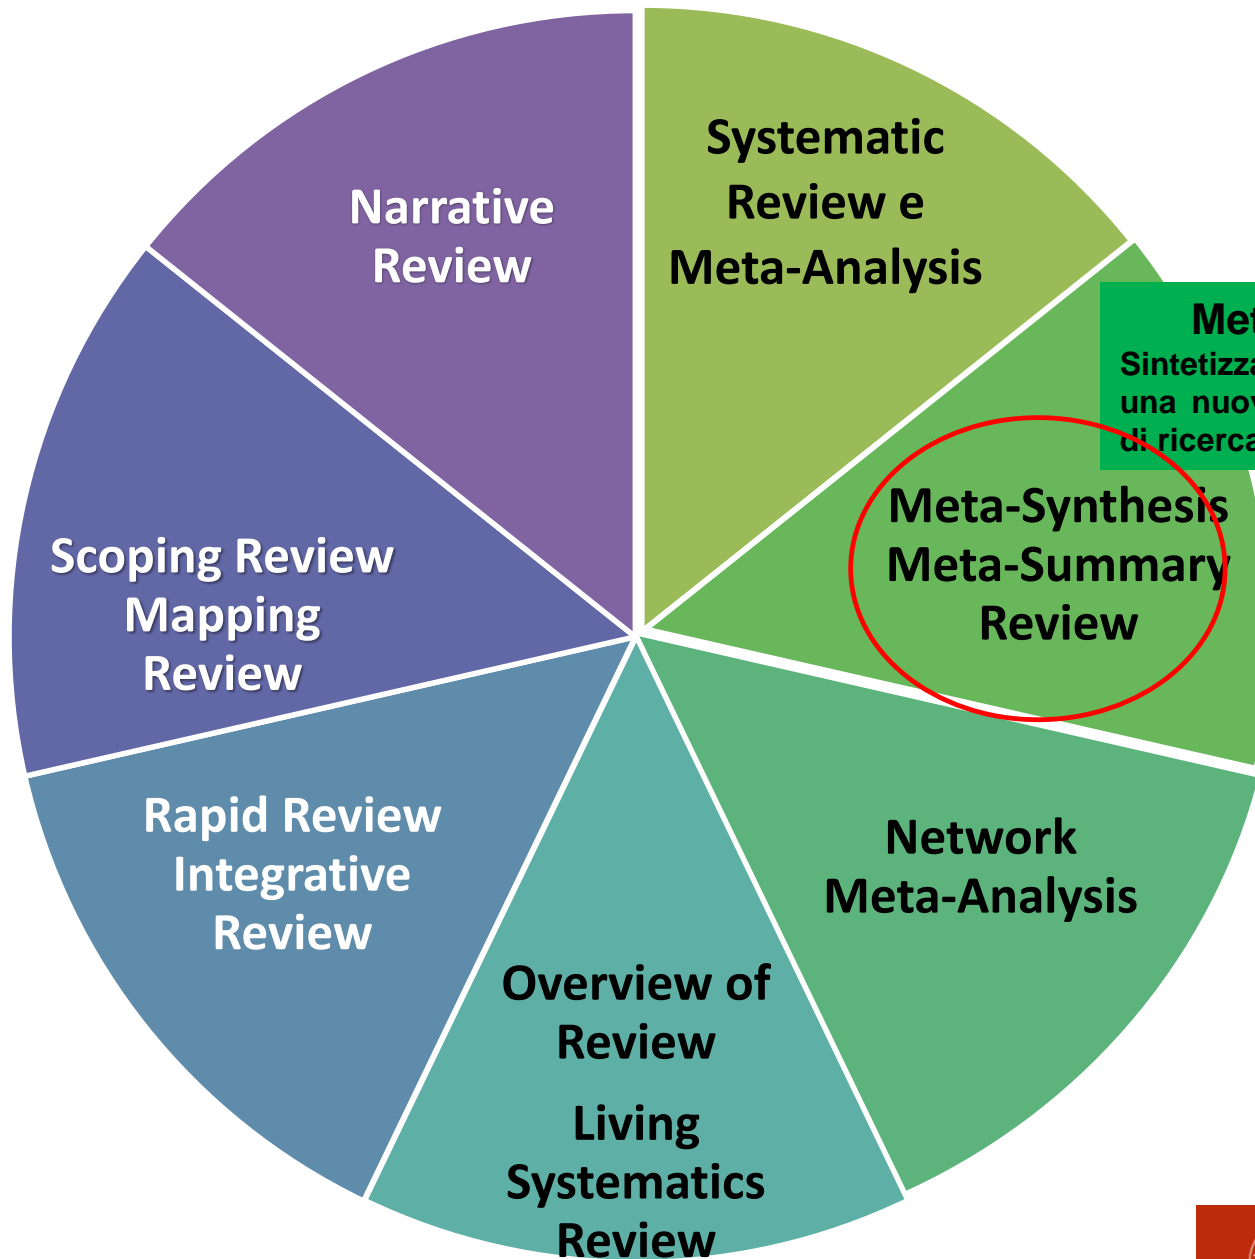 Systematic
Review e
Meta-Analysis
Narrative
Review
Sintetizza
una nuov
di ricerca
Meta-Synthesis
Meta-Summary
Review
Scoping Review
Mapping
Review
Rapid Review
Integrative
Review
Network
Meta-Analysis
Overview of
Review
Living
Systematics
Review